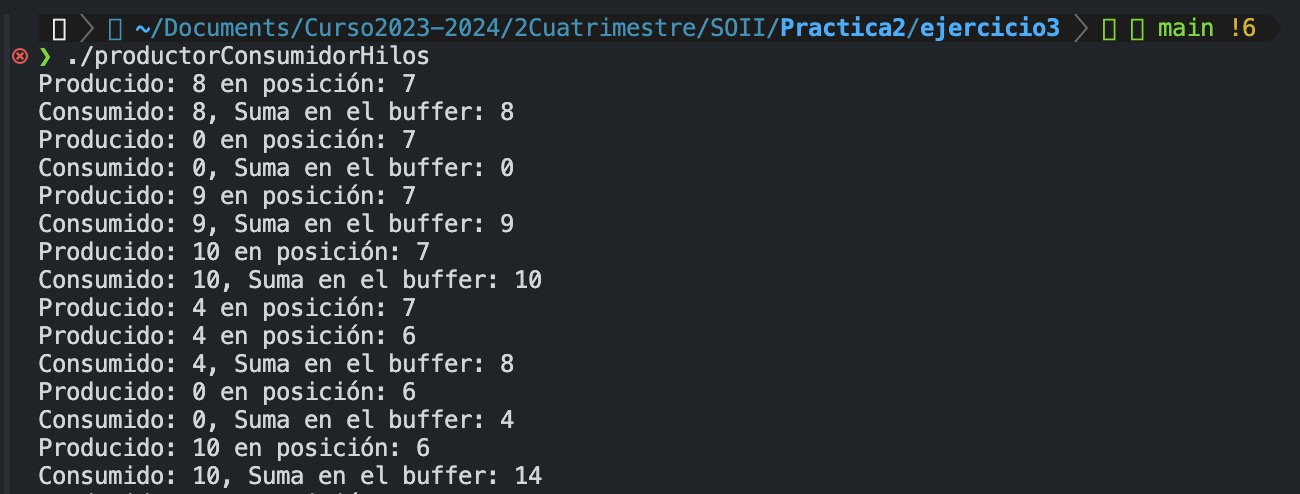 ~/Documents/Curso2023-2024/2Cuatrimestre/SOII/Practica2/ejercicio3 main !6
❯ ./productorConsumidorHilos
Producido: 8 en posición: 7
Consumido: 8, Suma en el buffer: 8
Producido: 0 en posición: 7
Consumido: 0, Suma en el buffer: 0
Producido: 9 en posición: 7
Consumido: 9, Suma en el buffer: 9
Producido: 10 en posición: 7
Consumido: 10, Suma en el buffer: 10
Producido: 4 en posición: 7
Producido: 4 en posición: 6
Consumido: 4, Suma en el buffer: 8
Producido: 0 en posición: 6
Consumido: 0, Suma en el buffer: 4
Producido: 10 en posición: 6
Consumido: 10, Suma en el buffer: 14